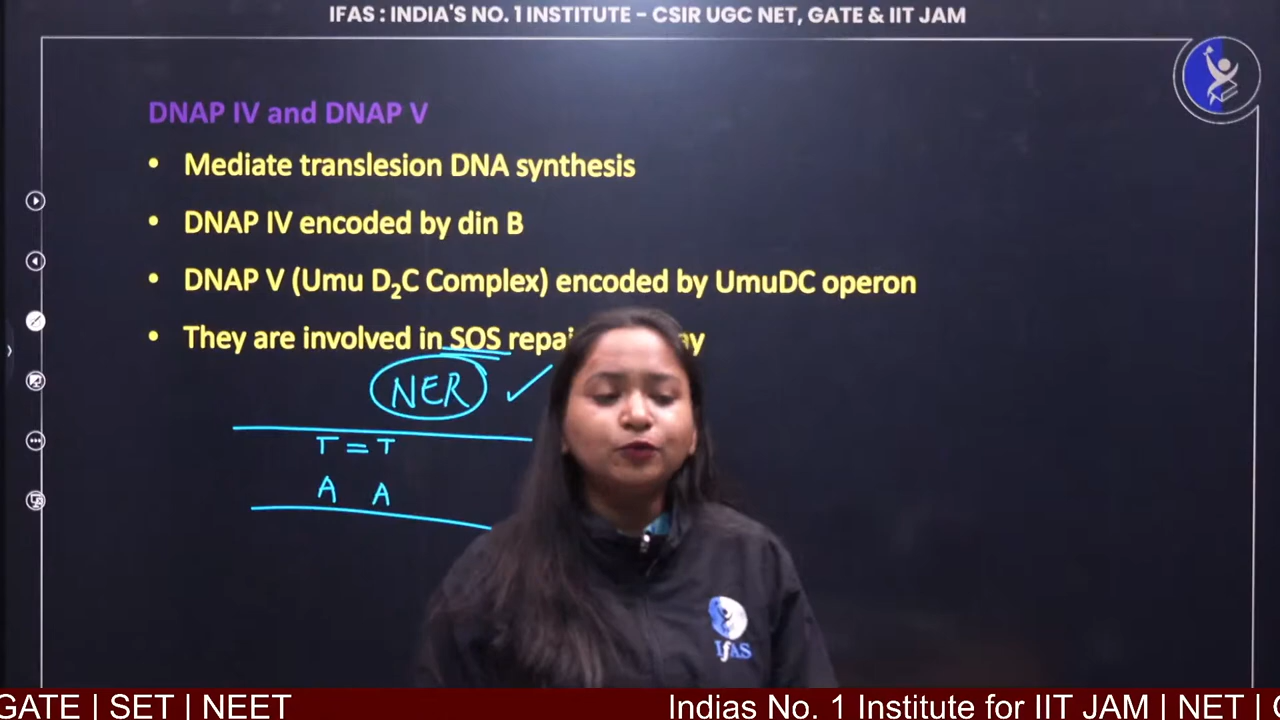 IFAS : INDIA'S NO. 1 INSTITUTE - CSIR UGC NET, GATE & IIT JAM
DNAP IV and DNAP V
• Mediate translesion DNA synthesis
• DNAP IV encoded by din B
• DNAP V (Umu D₂C Complex) encoded by UmuDC operon
• They are involved in SOS repai ay
NER ✓
T = T
A A
IfAS
GATE | SET | NEET Indias No. 1 Institute for IIT JAM | NET |